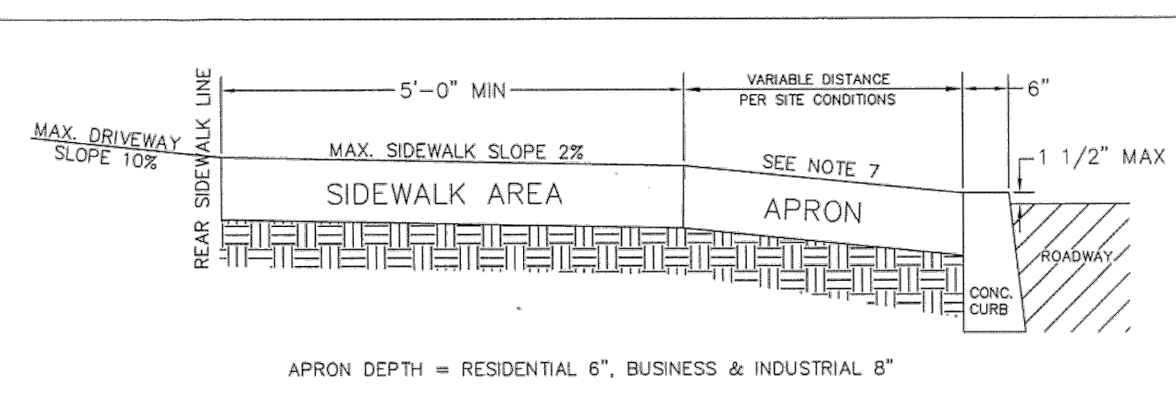 REAR SIDEWALK LINE
5'-0" MIN
VARIABLE DISTANCE
PER SITE CONDITIONS
6"
MAX. DRIVEWAY
SLOPE 10%
MAX. SIDEWALK SLOPE 2%
SEE NOTE 7
1 1/2" MAX
SIDEWALK AREA
APRON
ROADWAY
CONC.
CURB
APRON DEPTH = RESIDENTIAL 6", BUSINESS & INDUSTRIAL 8"